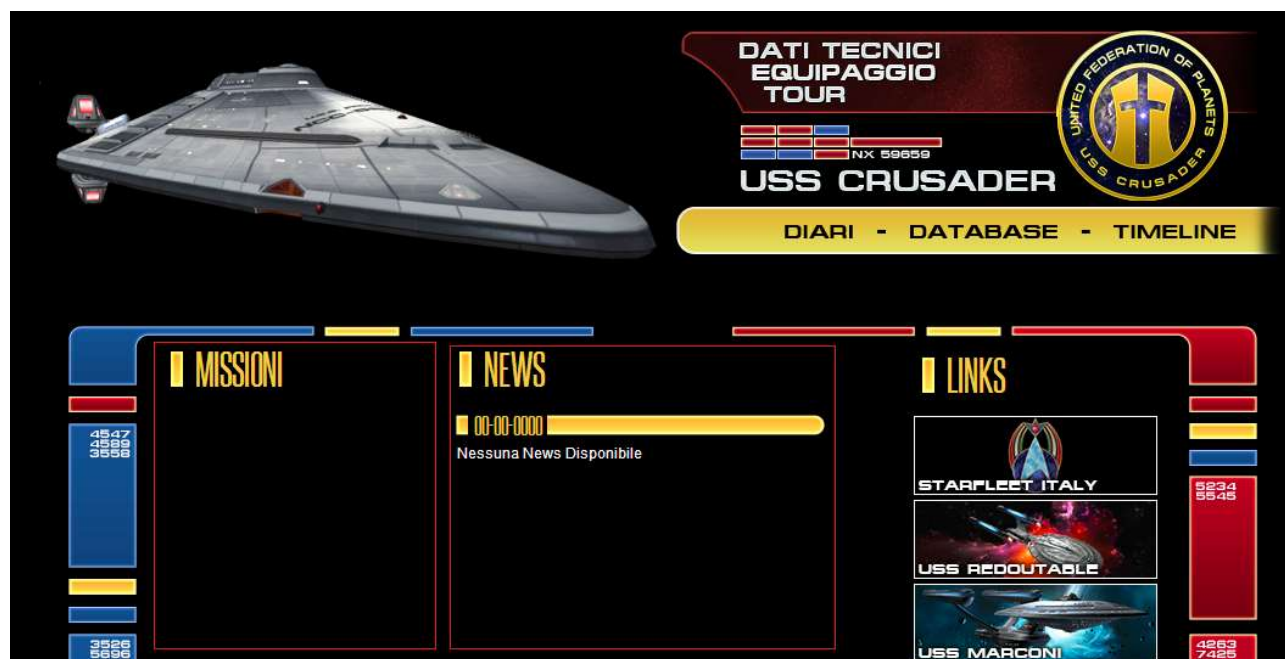 DATI TECNICI
EQUIPAGGIO
TOUR
UNITED FEDERATION OF PLANETS
USS CRUSADER
NX 59659
USS CRUSADER
DIARI - DATABASE - TIMELINE
MISSIONI
NEWS
LINKS
00-00-0000
Nessuna News Disponibile
4547
4589
3558
STARFLEET ITALY
5234
5545
USS REDOUTABLE
USS MARCONI
3526
5696
4263
7425